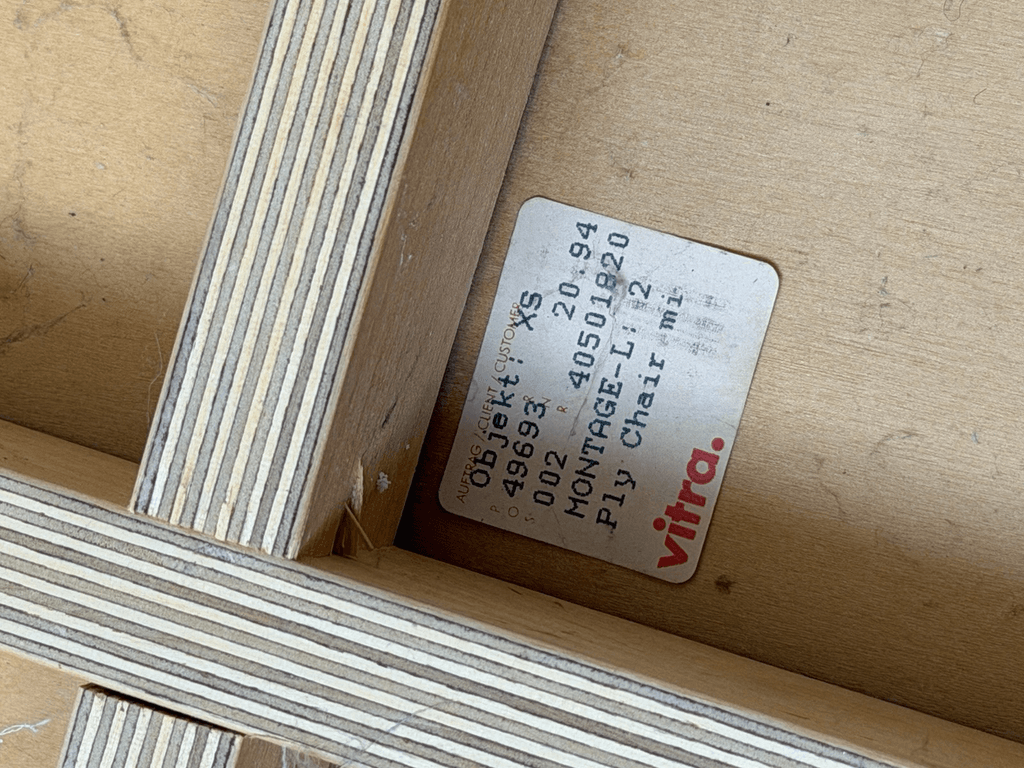 AUFTRAG / CLIENT / CUSTOMER
Objekt: XS
49693 20.94
002 40501820
MONTAGE-L: 2
Ply Chair mi
vitra.